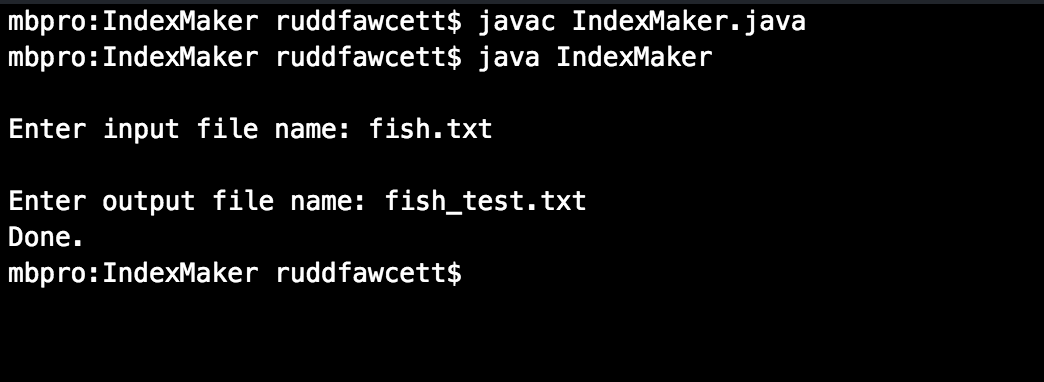 mbpro:IndexMaker ruddfawcett$ javac IndexMaker.java
mbpro:IndexMaker ruddfawcett$ java IndexMaker
Enter input file name: fish.txt
Enter output file name: fish_test.txt
Done.
mbpro:IndexMaker ruddfawcett$